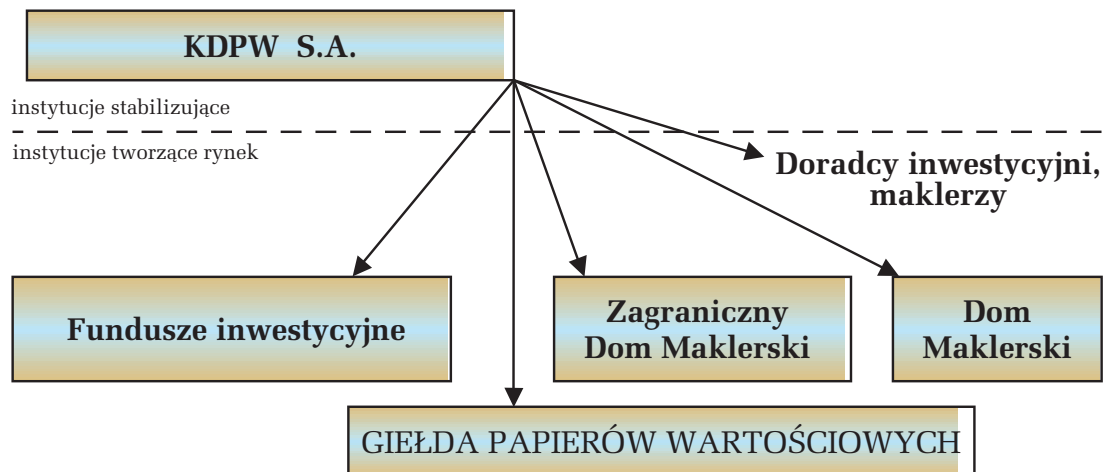 KDPW S.A.
instytucje stabilizujące
instytucje tworzące rynek
Doradcy inwestycyjni,
maklerzy
Fundusze inwestycyjne
Zagraniczny
Dom Maklerski
Dom
Maklerski
GIEŁDA PAPIERÓW WARTOŚCIOWYCH